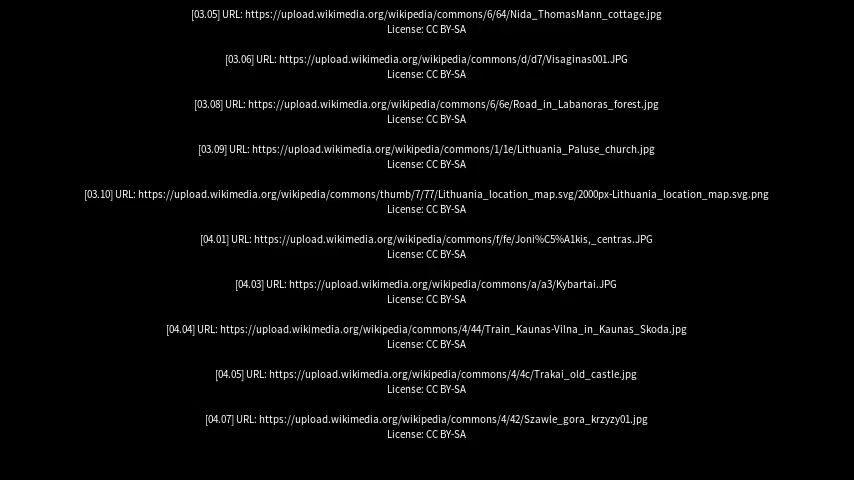 [03.05] URL: https://upload.wikimedia.org/wikipedia/commons/6/64/Nida_ThomasMann_cottage.jpg
License: CC BY-SA
[03.06] URL: https://upload.wikimedia.org/wikipedia/commons/d/d7/Visaginas001.JPG
License: CC BY-SA
[03.08] URL: https://upload.wikimedia.org/wikipedia/commons/6/6e/Road_in_Labanoras_forest.jpg
License: CC BY-SA
[03.09] URL: https://upload.wikimedia.org/wikipedia/commons/1/1e/Lithuania_Paluse_church.jpg
License: CC BY-SA
[03.10] URL: https://upload.wikimedia.org/wikipedia/commons/thumb/7/77/Lithuania_location_map.svg/2000px-Lithuania_location_map.svg.png
License: CC BY-SA
[04.01] URL: https://upload.wikimedia.org/wikipedia/commons/f/fe/Joni%C5%A1kis,_centras.JPG
License: CC BY-SA
[04.03] URL: https://upload.wikimedia.org/wikipedia/commons/a/a3/Kybartai.JPG
License: CC BY-SA
[04.04] URL: https://upload.wikimedia.org/wikipedia/commons/4/44/Train_Kaunas-Vilna_in_Kaunas_Skoda.jpg
License: CC BY-SA
[04.05] URL: https://upload.wikimedia.org/wikipedia/commons/4/4c/Trakai_old_castle.jpg
License: CC BY-SA
[04.07] URL: https://upload.wikimedia.org/wikipedia/commons/4/42/Szawle_gora_krzyzy01.jpg
License: CC BY-SA